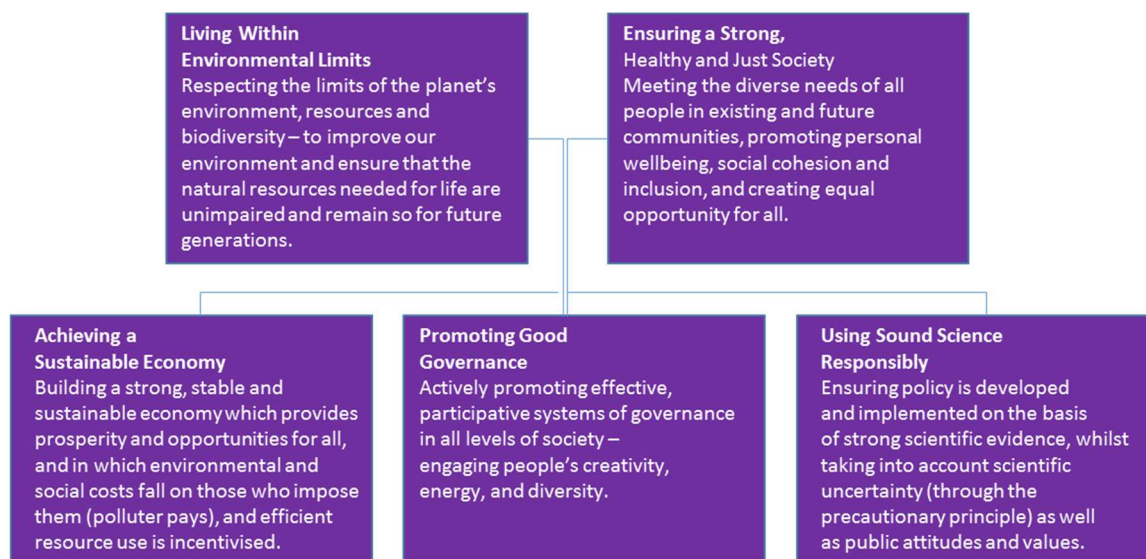 Living Within
Environmental Limits
Respecting the limits of the planet's
environment, resources and
biodiversity – to improve our
environment and ensure that the
natural resources needed for life are
unimpaired and remain so for future
generations.
Ensuring a Strong,
Healthy and Just Society
Meeting the diverse needs of all
people in existing and future
communities, promoting personal
wellbeing, social cohesion and
inclusion, and creating equal
opportunity for all.
Achieving a
Sustainable Economy
Building a strong, stable and
sustainable economy which provides
prosperity and opportunities for all,
and in which environmental and
social costs fall on those who impose
them (polluter pays), and efficient
resource use is incentivised.
Promoting Good
Governance
Actively promoting effective,
participative systems of governance
in all levels of society –
engaging people's creativity,
energy, and diversity.
Using Sound Science
Responsibly
Ensuring policy is developed
and implemented on the basis
of strong scientific evidence, whilst
taking into account scientific
uncertainty (through the
precautionary principle) as well
as public attitudes and values.